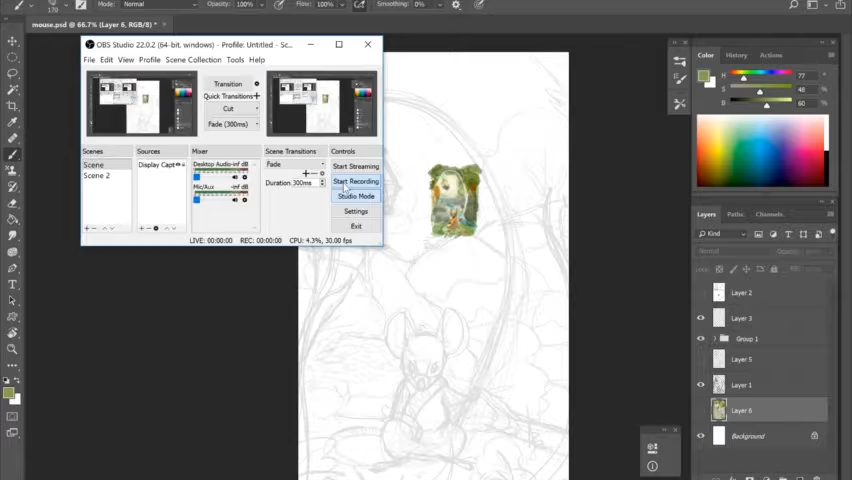 Mode: Normal Opacity: 100% Flow: 100% Smoothing: 0%
178
mouse.psd @ 66.7% (Layer 6, RGB/8) *
OBS Studio 22.0.2 (64-bit, windows) - Profile: Untitled - Sc...
File Edit View Profile Scene Collection Tools Help
Transition
Quick Transitions
Cut
Fade (300ms)
Scenes Sources Mixer Scene Transitions Controls
Scene
Scene 2
Display Capt
Desktop Audio -inf dB
Mic/Aux -inf dB
Fade
Duration 300ms
Start Streaming
Start Recording
Studio Mode
Settings
Exit
LIVE: 00:00:00 REC: 00:00:00 CPU: 4.3%, 30.00 fps
Color History Actions
H 77
S 48 %
B 60 %
Layers Paths Channels
Kind
Normal Opacity:
Lock: Fill:
Layer 2
Layer 3
Group 1
Layer 5
Layer 1
Layer 6
Background